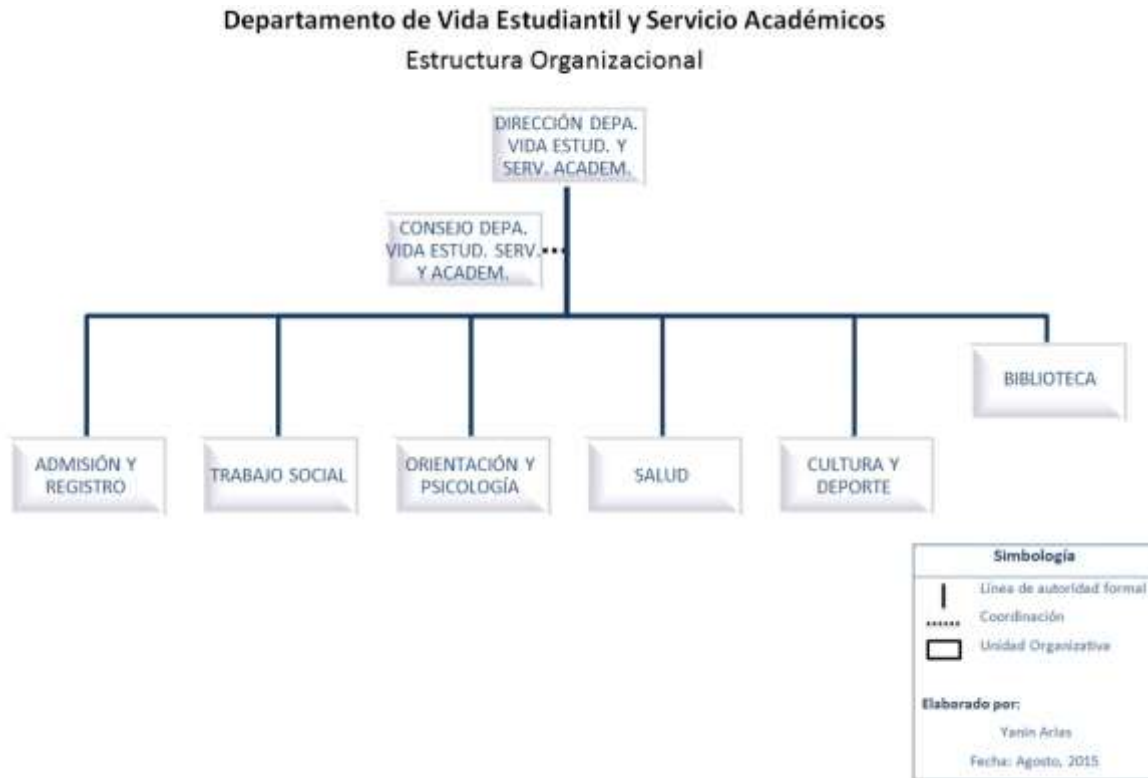 Departamento de Vida Estudiantil y Servicio Académicos
Estructura Organizacional
DIRECCIÓN DEPA.
VIDA ESTUD. Y
SERV. ACADEM.
CONSEJO DEPA.
VIDA ESTUD. SERV.
Y ACADEM.
BIBLIOTECA
ADMISIÓN Y
REGISTRO
TRABAJO SOCIAL
ORIENTACIÓN Y
PSICOLOGÍA
SALUD
CULTURA Y
DEPORTE
Simbología
Línea de autoridad formal
Coordinación
Unidad Organizativa
Elaborado por:
Yanin Arias
Fecha: Agosto, 2015